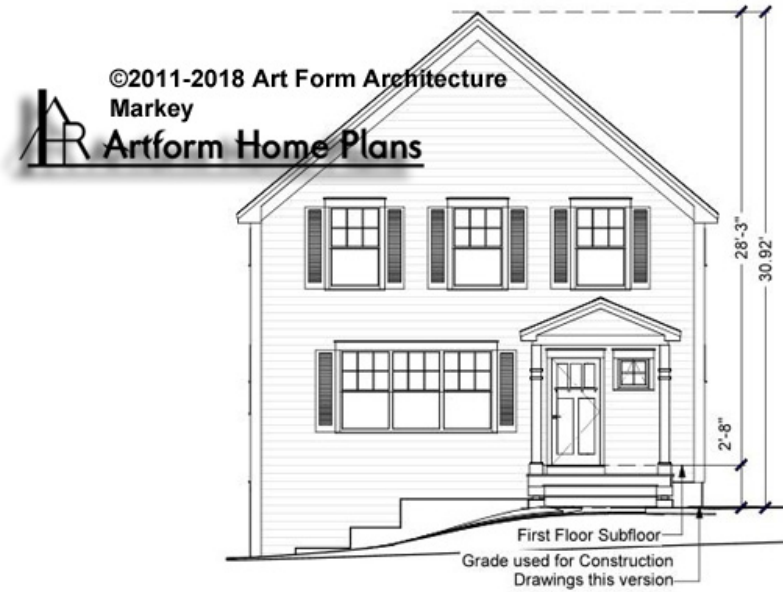 ©2011-2018 Art Form Architecture
Markey
AFR Artform Home Plans
28'-3"
30.92'
2'-8"
First Floor Subfloor
Grade used for Construction
Drawings this version